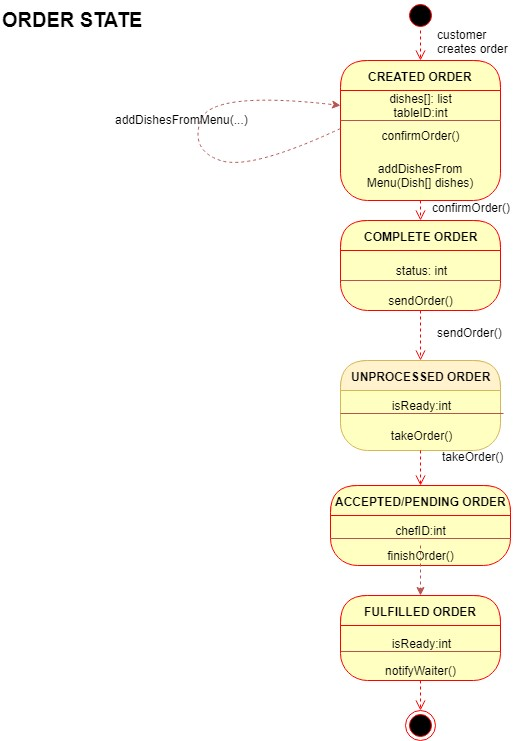 ORDER STATE
customer
creates order
CREATED ORDER
dishes[]: list
tableID:int
addDishesFromMenu(...)
confirmOrder()
addDishesFrom
Menu(Dish[] dishes)
confirmOrder()
COMPLETE ORDER
status: int
sendOrder()
sendOrder()
UNPROCESSED ORDER
isReady:int
takeOrder()
takeOrder()
ACCEPTED/PENDING ORDER
chefID:int
finishOrder()
FULFILLED ORDER
isReady:int
notifyWaiter()